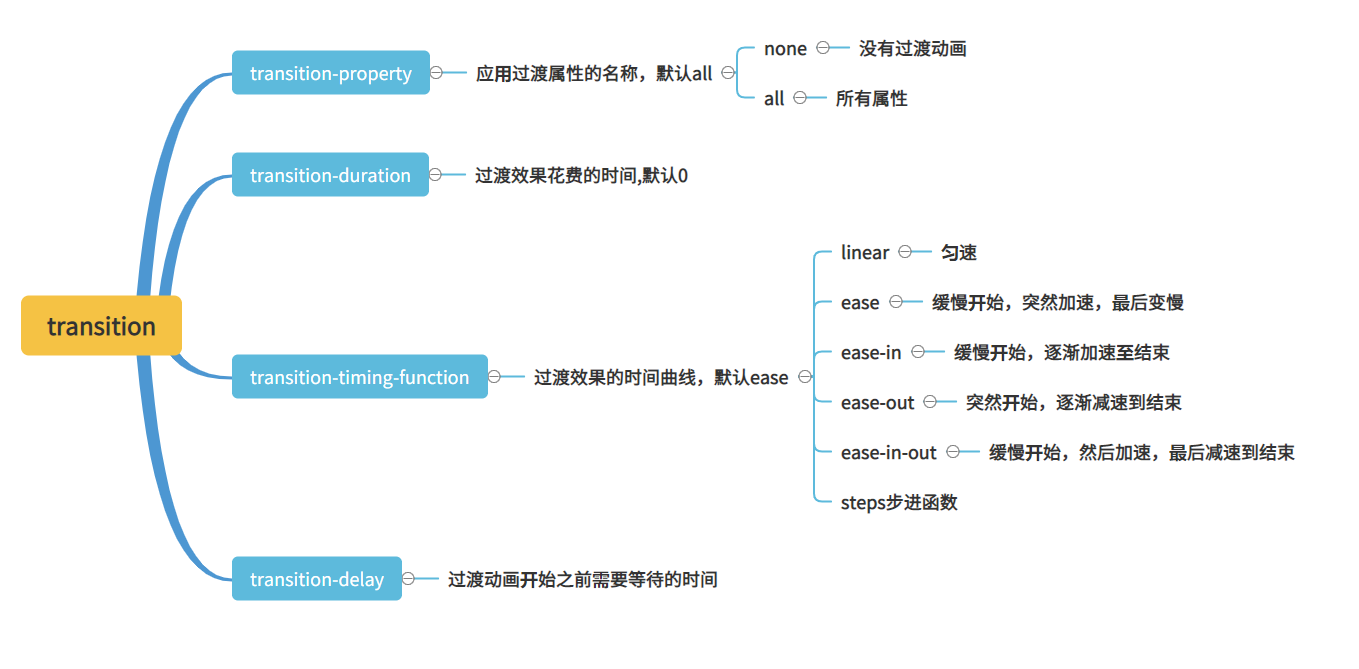 transition
transition-property
应用过渡属性的名称，默认all
none
没有过渡动画
all
所有属性
transition-duration
过渡效果花费的时间,默认0
transition-timing-function
过渡效果的时间曲线，默认ease
linear
匀速
ease
缓慢开始，突然加速，最后变慢
ease-in
缓慢开始，逐渐加速至结束
ease-out
突然开始，逐渐减速到结束
ease-in-out
缓慢开始，然后加速，最后减速到结束
steps步进函数
transition-delay
过渡动画开始之前需要等待的时间